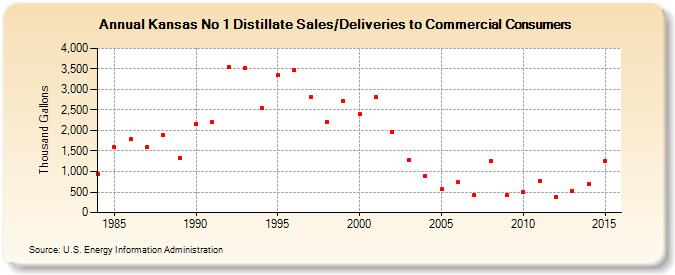 Annual Kansas No 1 Distillate Sales/Deliveries to Commercial Consumers
Thousand Gallons
4,000
3,500
3,000
2,500
2,000
1,500
1,000
500
0
1985 1990 1995 2000 2005 2010 2015
Source: U.S. Energy Information Administration